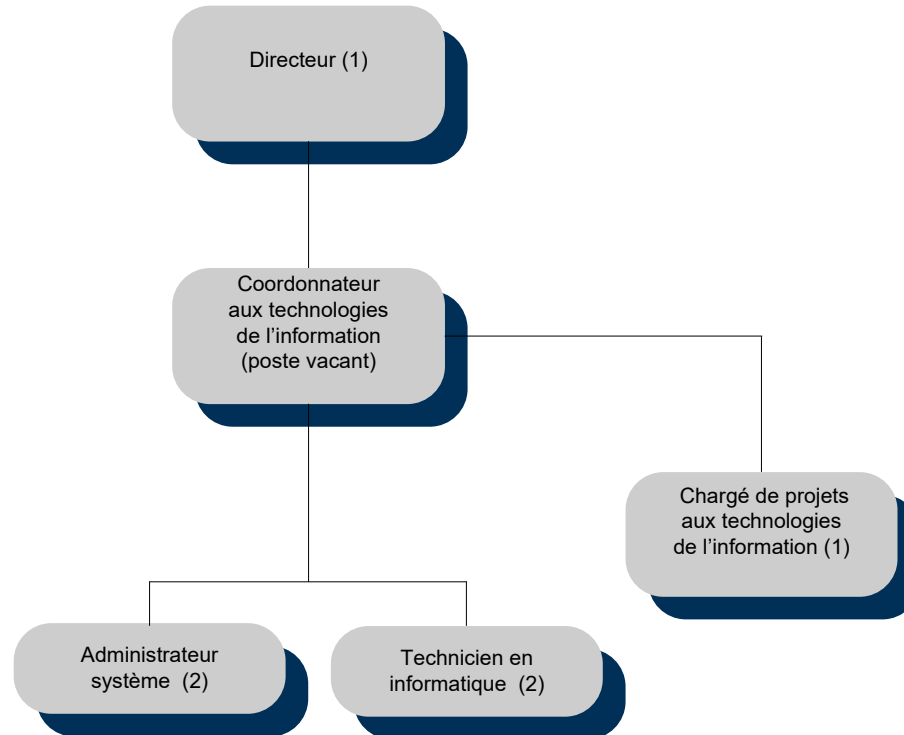 Directeur (1)
Coordonnateur
aux technologies
de l’information
(poste vacant)
Chargé de projets
aux technologies
de l’information (1)
Administrateur
système (2)
Technicien en
informatique (2)